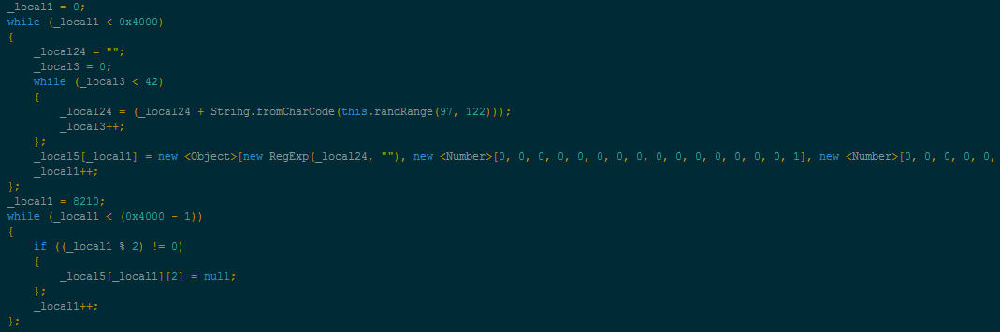 _local1 = 0;
while (_local1 < 0x4000)
{
    _local24 = "";
    _local3 = 0;
    while (_local3 < 42)
    {
        _local24 = (_local24 + String.fromCharCode(this.randRange(97, 122)));
        _local3++;
    };
    _local5[_local1] = new <Object>[new RegExp(_local24, ""), new <Number>[0, 0, 0, 0, 0, 0, 0, 0, 0, 0, 0, 0, 0, 0, 0, 1], new <Number>[0, 0, 0, 0, 0,
    _local1++;
};
_local1 = 8210;
while (_local1 < (0x4000 - 1))
{
    if ((_local1 % 2) != 0)
    {
        _local5[_local1][2] = null;
    };
    _local1++;
};